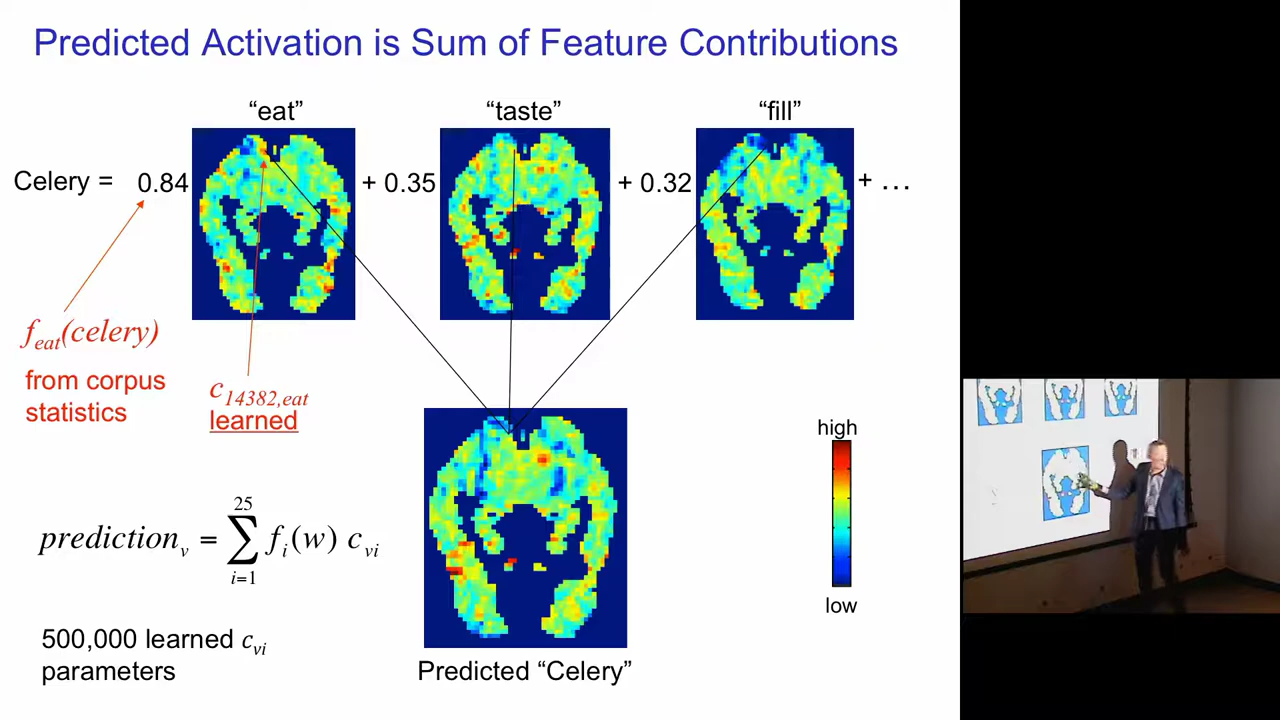 Predicted Activation is Sum of Feature Contributions
“eat”
“taste”
“fill”
Celery = 0.84
+ 0.35
+ 0.32
+ …
f_eat(celery)
from corpus
statistics
c_14382,eat
learned
high
low
prediction_v = ∑_{i=1}^{25} f_i(w) c_vi
500,000 learned c_vi
parameters
Predicted “Celery”